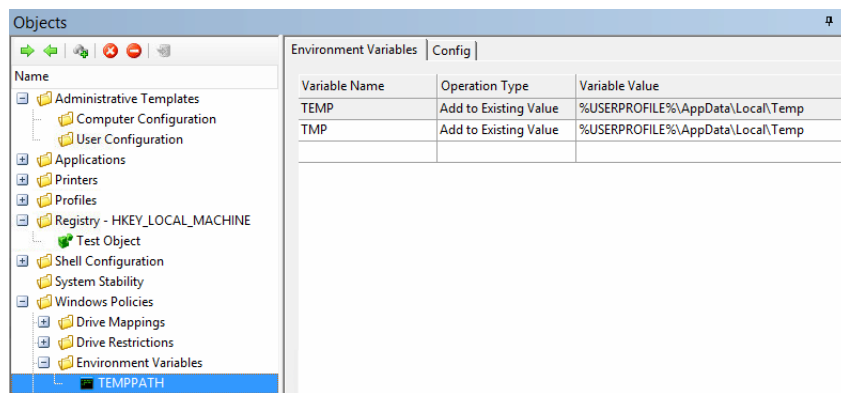 Objects
Name
Administrative Templates
Computer Configuration
User Configuration
Applications
Printers
Profiles
Registry - HKEY_LOCAL_MACHINE
Test Object
Shell Configuration
System Stability
Windows Policies
Drive Mappings
Drive Restrictions
Environment Variables
TEMPPATH
Environment Variables Config
Variable Name Operation Type Variable Value
TEMP Add to Existing Value %USERPROFILE%\AppData\Local\Temp
TMP Add to Existing Value %USERPROFILE%\AppData\Local\Temp